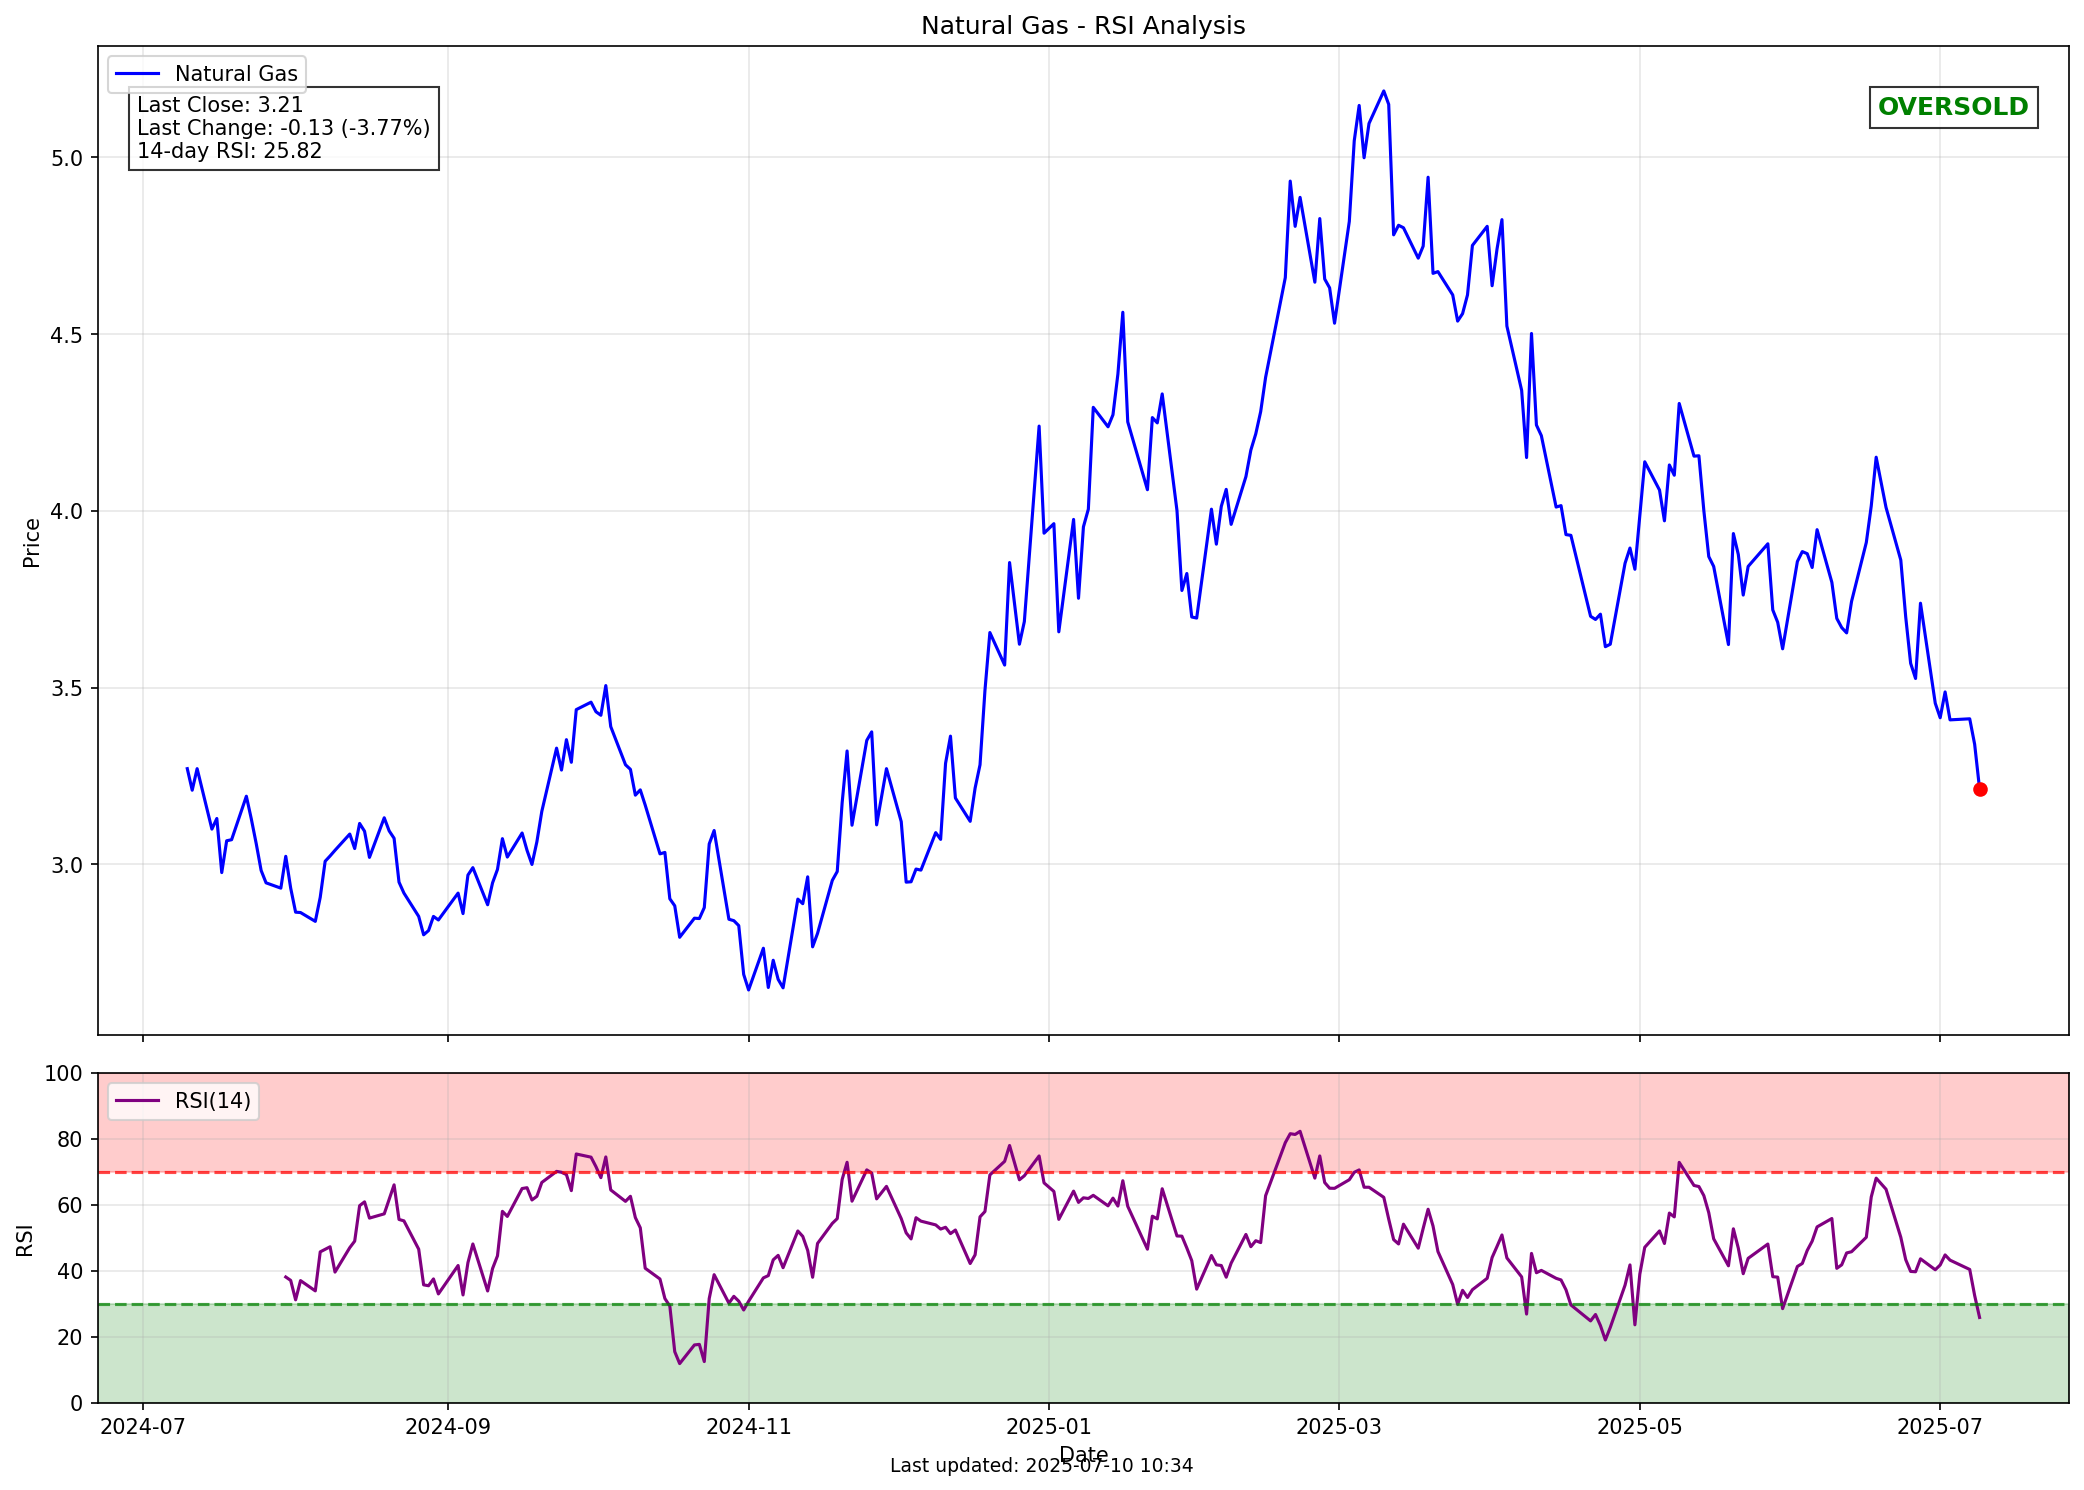 Natural Gas - RSI Analysis
Natural Gas
Last Close: 3.21
Last Change: -0.13 (-3.77%)
14-day RSI: 25.82
OVERSOLD
5.0
4.5
4.0
3.5
3.0
Price
RSI(14)
100
80
60
40
20
0
RSI
2024-07
2024-09
2024-11
2025-01
2025-03
2025-05
2025-07
Date
Last updated: 2025-07-10 10:34